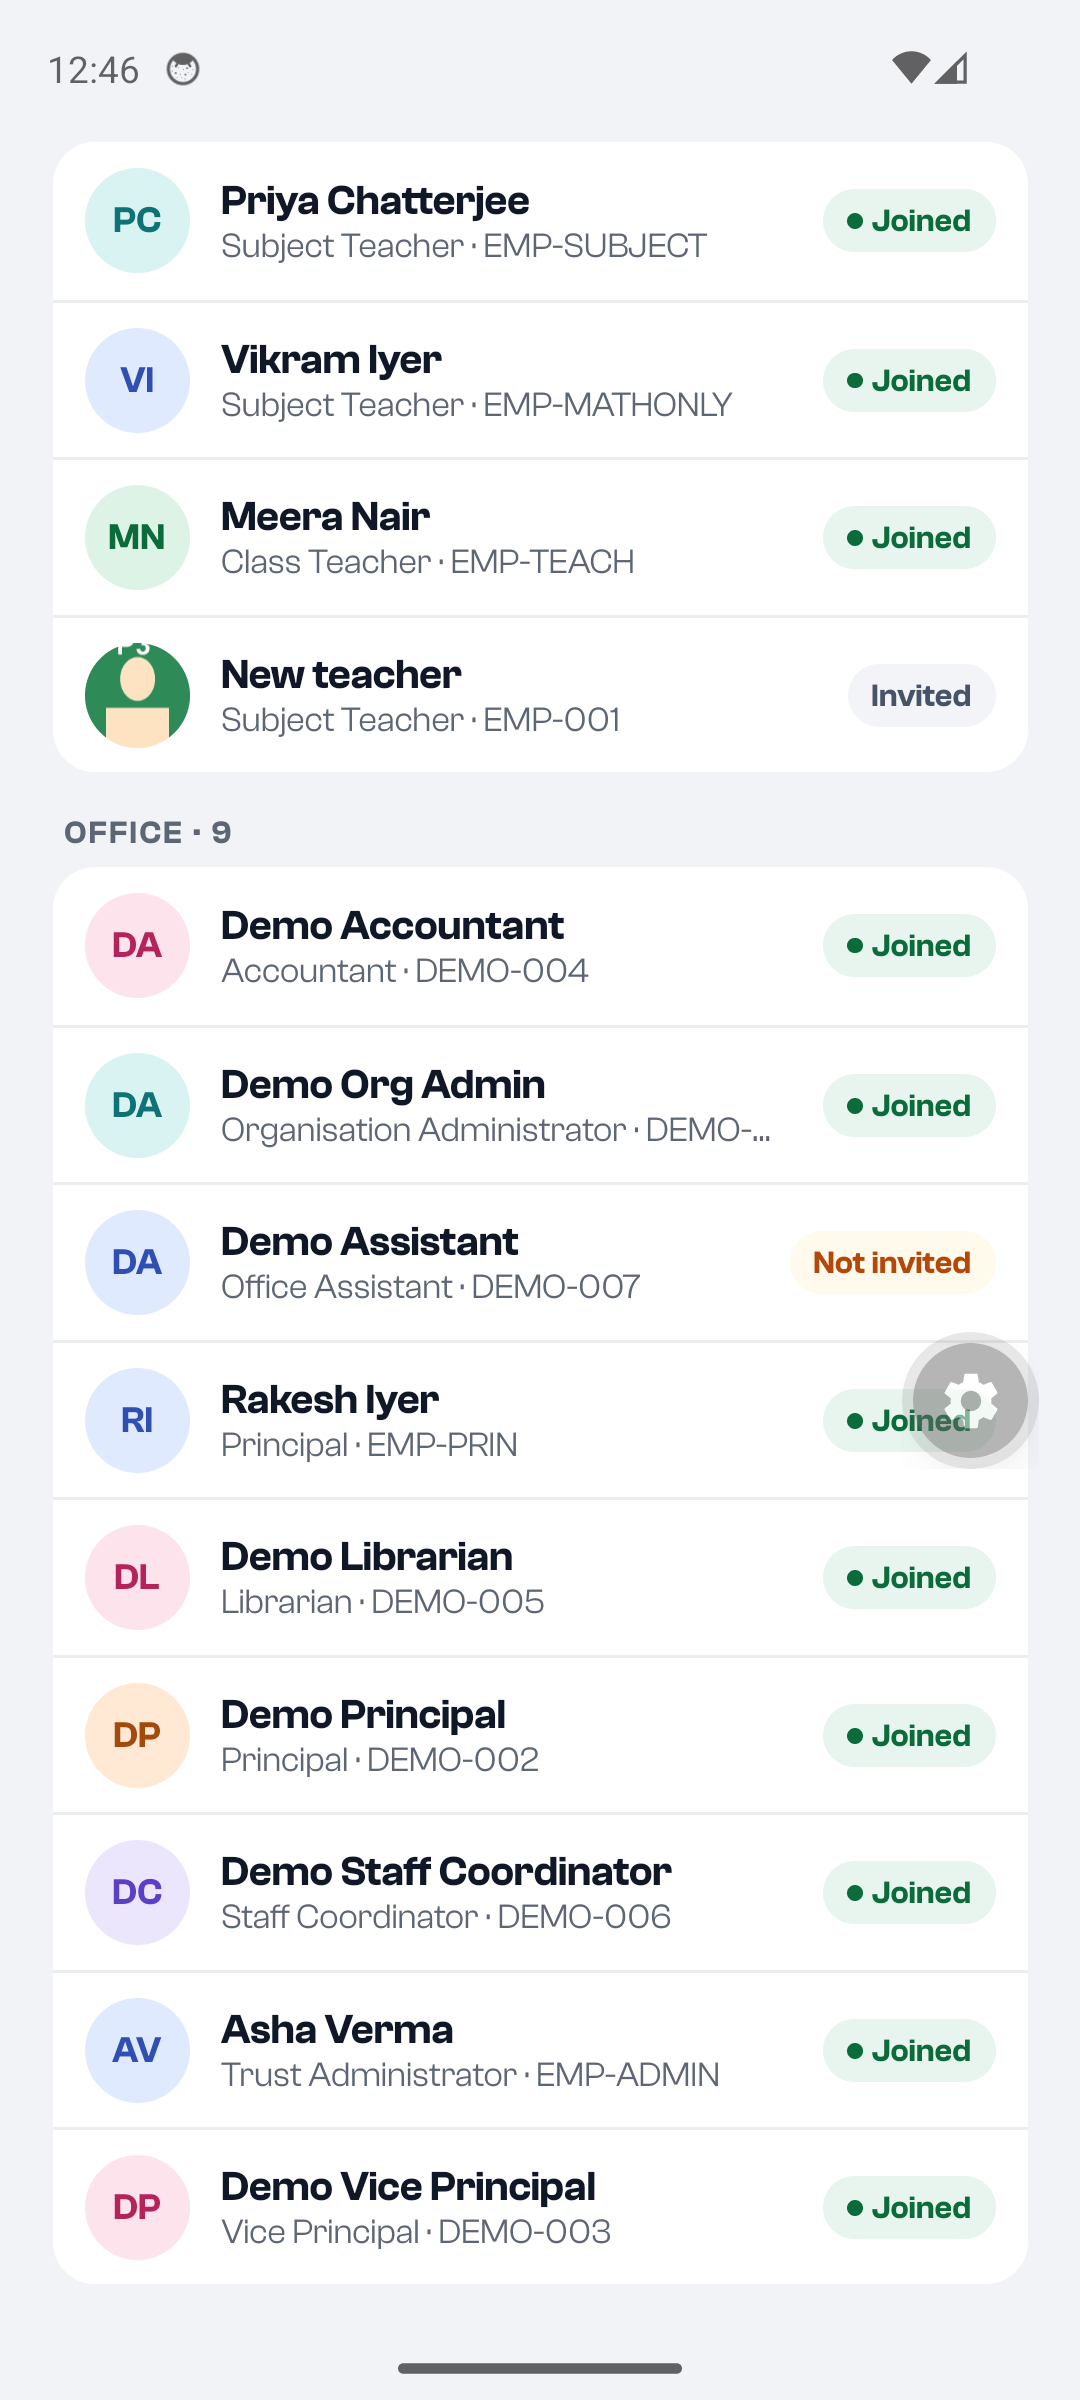 12:46
PC
Priya Chatterjee
Subject Teacher · EMP-SUBJECT
Joined
VI
Vikram Iyer
Subject Teacher · EMP-MATHONLY
Joined
MN
Meera Nair
Class Teacher · EMP-TEACH
Joined
New teacher
Subject Teacher · EMP-001
Invited
OFFICE · 9
DA
Demo Accountant
Accountant · DEMO-004
Joined
DA
Demo Org Admin
Organisation Administrator · DEMO-...
Joined
DA
Demo Assistant
Office Assistant · DEMO-007
Not invited
RI
Rakesh Iyer
Principal · EMP-PRIN
Joined
DL
Demo Librarian
Librarian · DEMO-005
Joined
DP
Demo Principal
Principal · DEMO-002
Joined
DC
Demo Staff Coordinator
Staff Coordinator · DEMO-006
Joined
AV
Asha Verma
Trust Administrator · EMP-ADMIN
Joined
DP
Demo Vice Principal
Vice Principal · DEMO-003
Joined